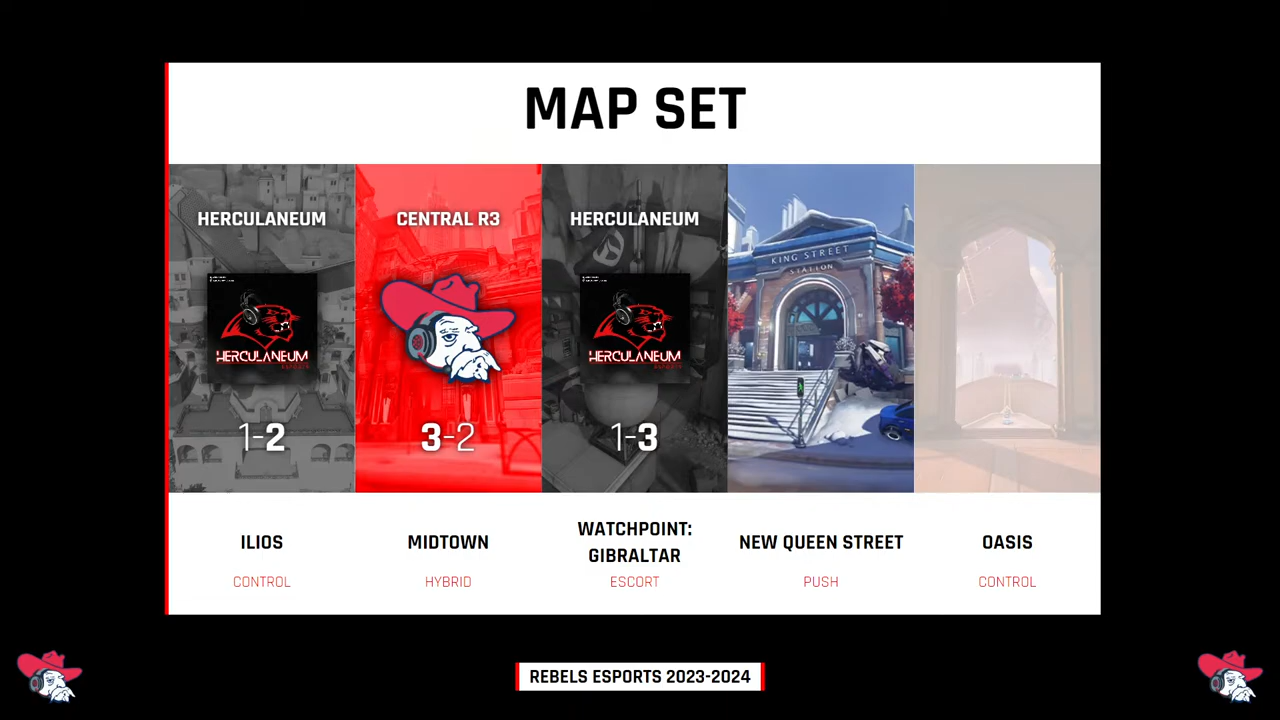 MAP SET
HERCULANEUM
HERCULANEUM
1-2
ILIOS
CONTROL
CENTRAL R3
3-2
MIDTOWN
HYBRID
HERCULANEUM
HERCULANEUM
1-3
WATCHPOINT:
GIBRALTAR
ESCORT
KING STREET
STATION
NEW QUEEN STREET
PUSH
OASIS
CONTROL
REBELS ESPORTS 2023-2024